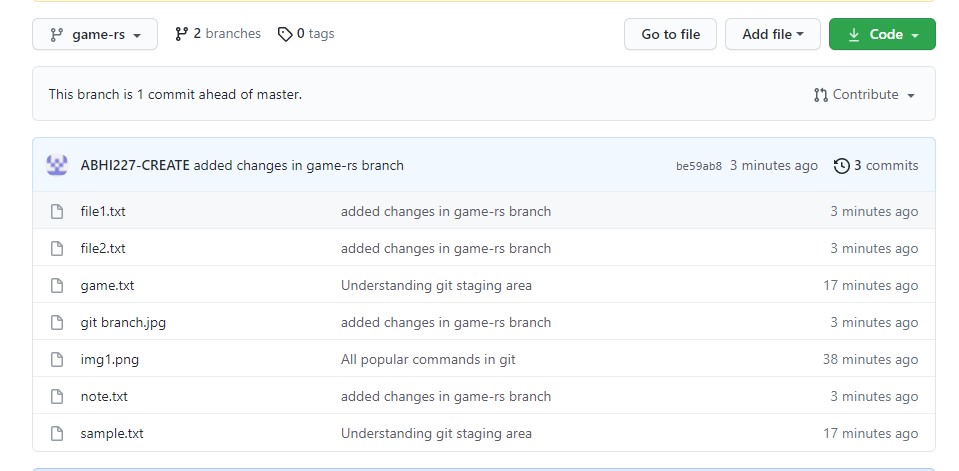 game-rs 2 branches 0 tags Go to file Add file Code
This branch is 1 commit ahead of master. Contribute
ABHI227-CREATE added changes in game-rs branch be59ab8 3 minutes ago 3 commits
file1.txt added changes in game-rs branch 3 minutes ago
file2.txt added changes in game-rs branch 3 minutes ago
game.txt Understanding git staging area 17 minutes ago
git branch.jpg added changes in game-rs branch 3 minutes ago
img1.png All popular commands in git 38 minutes ago
note.txt added changes in game-rs branch 3 minutes ago
sample.txt Understanding git staging area 17 minutes ago